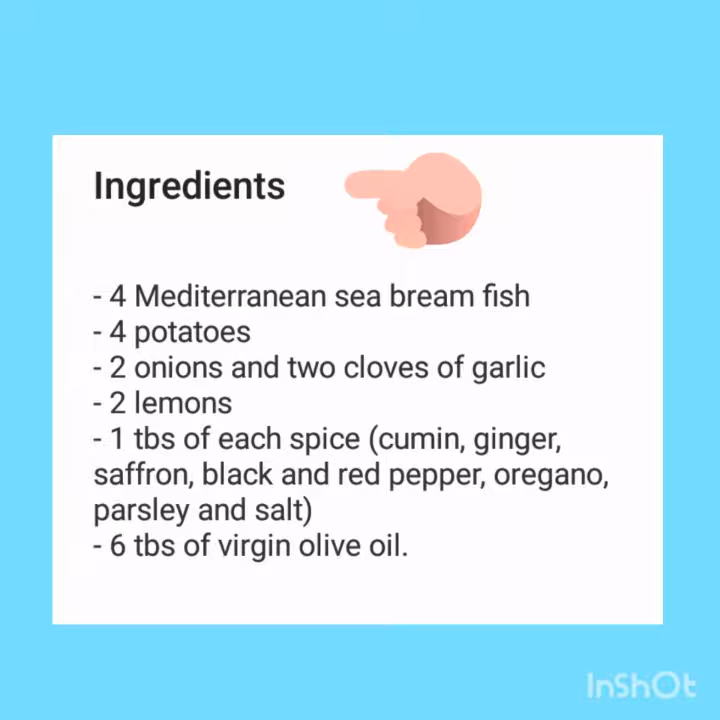 Ingredients
- 4 Mediterranean sea bream fish
- 4 potatoes
- 2 onions and two cloves of garlic
- 2 lemons
- 1 tbs of each spice (cumin, ginger,
saffron, black and red pepper, oregano,
parsley and salt)
- 6 tbs of virgin olive oil.
InShOt